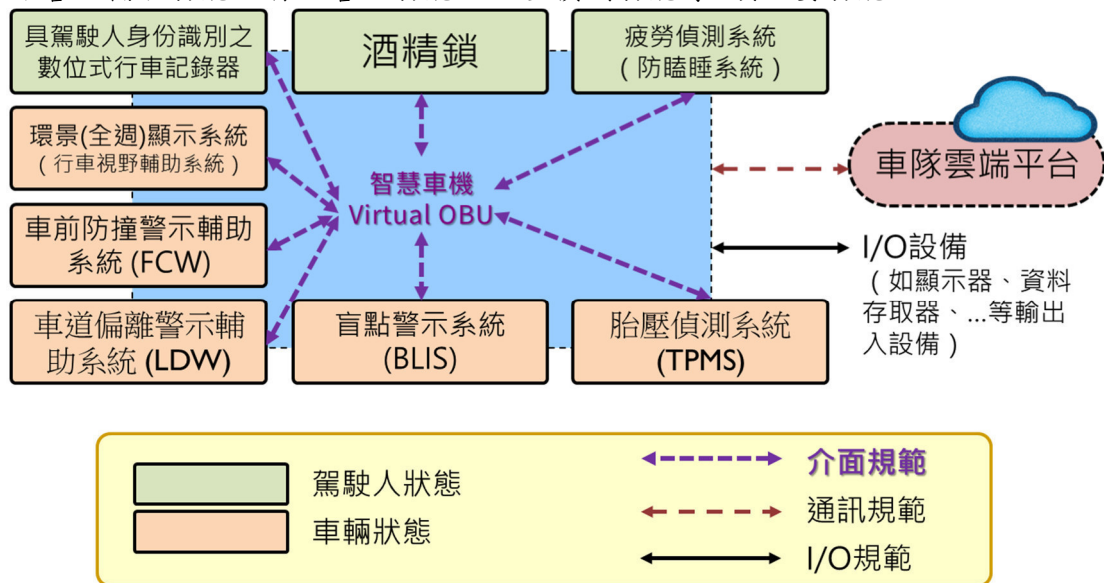 具駕駛人身份識別之
數位式行車記錄器
酒精鎖
疲勞偵測系統
(防瞌睡系統)
環景(全週)顯示系統
(行車視野輔助系統)
智慧車機
Virtual OBU
車隊雲端平台
車前防撞警示輔助
系統 (FCW)
I/O設備
(如顯示器、資料
存取器、...等輸出
入設備)
車道偏離警示輔
助系統 (LDW)
盲點警示系統
(BLIS)
胎壓偵測系統
(TPMS)
駕駛人狀態
車輛狀態
介面規範
通訊規範
I/O規範